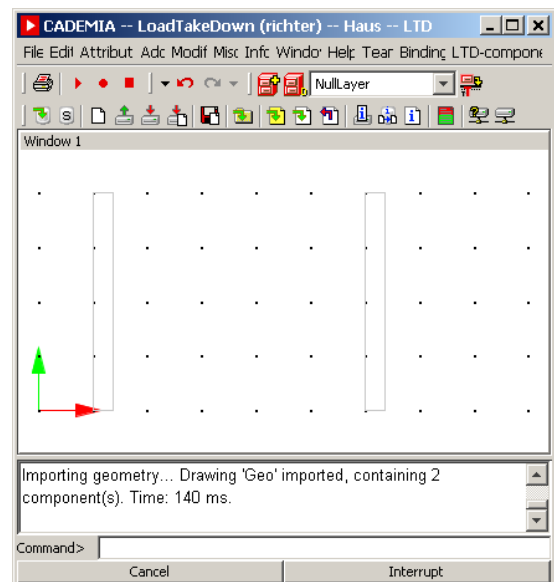 CADEMIA -- LoadTakeDown (richter) -- Haus -- LTD
File Edit Attribut Adc Modif Misc Infc Windo Help Tear Binding LTD-compone
NullLayer
S
Window 1
Importing geometry... Drawing 'Geo' imported, containing 2
component(s). Time: 140 ms.
Command>
Cancel Interrupt